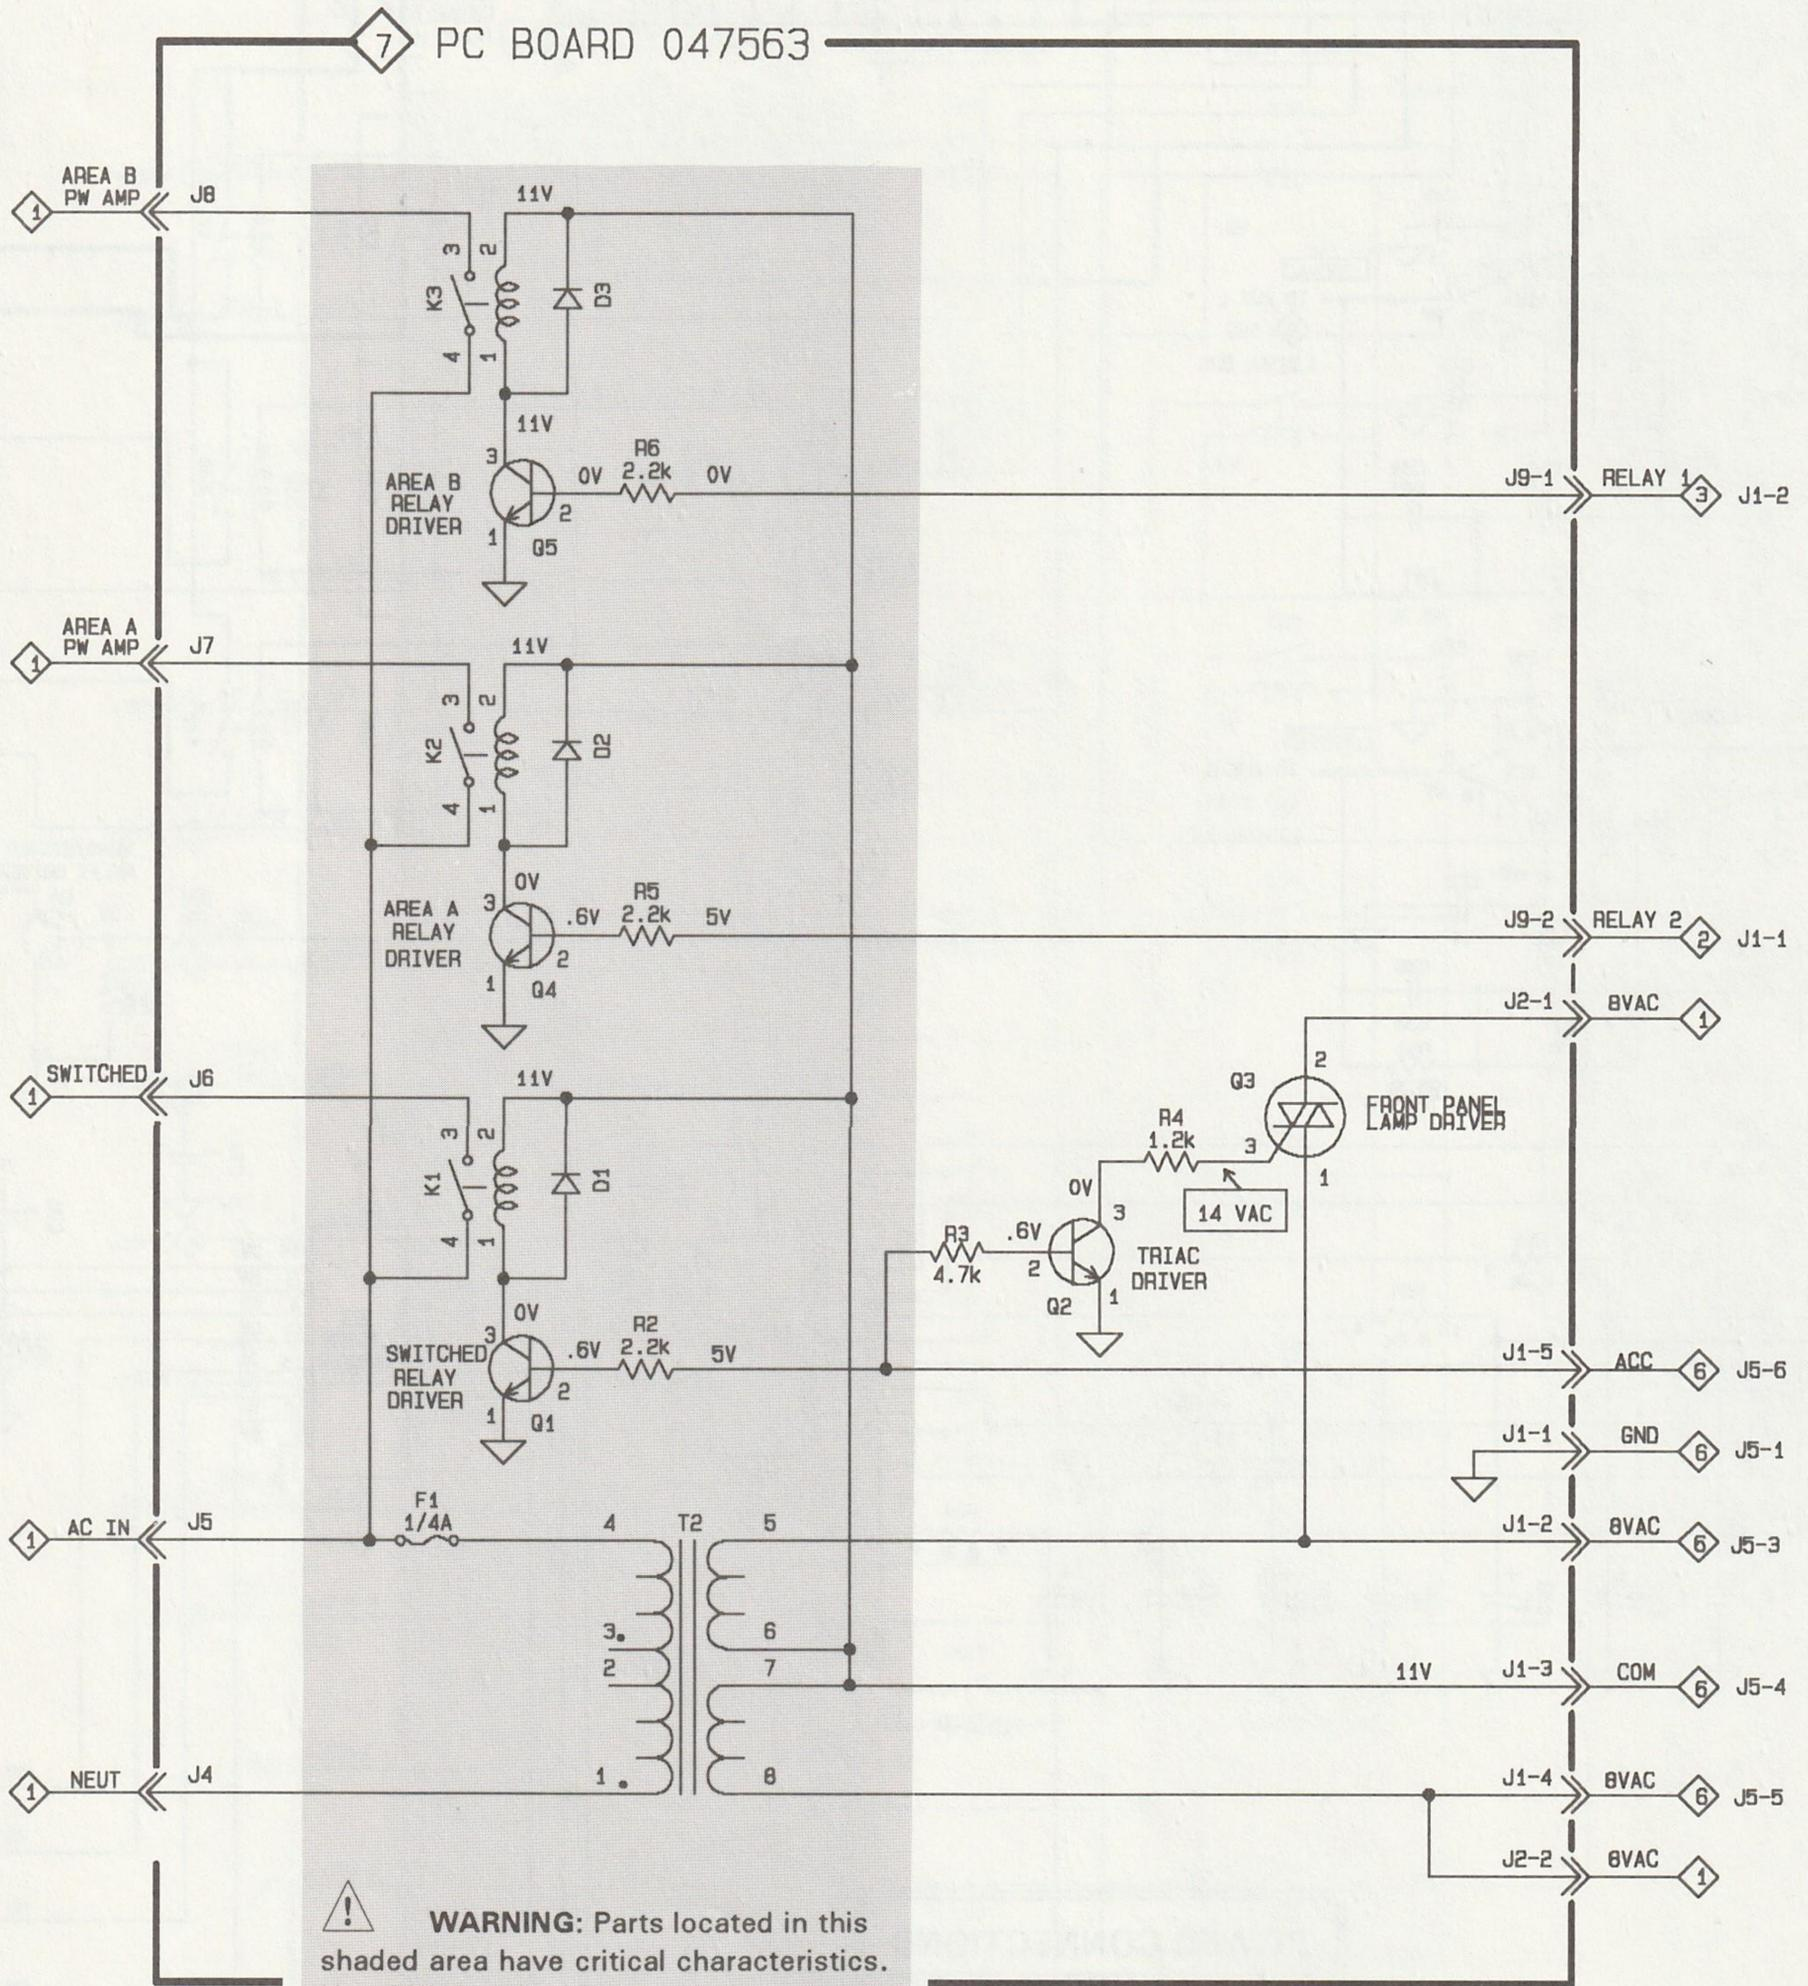 7 PC BOARD 047563
AREA B
PW AMP
1
J8
11V
3
2
K3
D3
4
1
11V
AREA B
RELAY
DRIVER
3
0V
R6
2.2k
0V
2
1
Q5
J9-1
RELAY 1
3
J1-2
AREA A
PW AMP
1
J7
11V
3
2
K2
D2
4
1
0V
AREA A
RELAY
DRIVER
3
.6V
R5
2.2k
5V
2
1
Q4
J9-2
RELAY 2
2
J1-1
J2-1
8VAC
1
SWITCHED
1
J6
11V
3
2
K1
D1
4
1
0V
SWITCHED
RELAY
DRIVER
3
.6V
R2
2.2k
5V
2
1
Q1
2
Q3
FRONT PANEL
LAMP DRIVER
R4
1.2k
3
1
14 VAC
0V
3
R3
4.7k
.6V
2
TRIAC
DRIVER
Q2
1
J1-5
ACC
6
J5-6
J1-1
GND
6
J5-1
AC IN
1
J5
F1
1/4A
4
T2
5
J1-2
8VAC
6
J5-3
3.
6
2
7
11V
J1-3
COM
6
J5-4
NEUT
1
J4
1.
8
J1-4
8VAC
6
J5-5
J2-2
8VAC
1
! WARNING: Parts located in this
shaded area have critical characteristics.